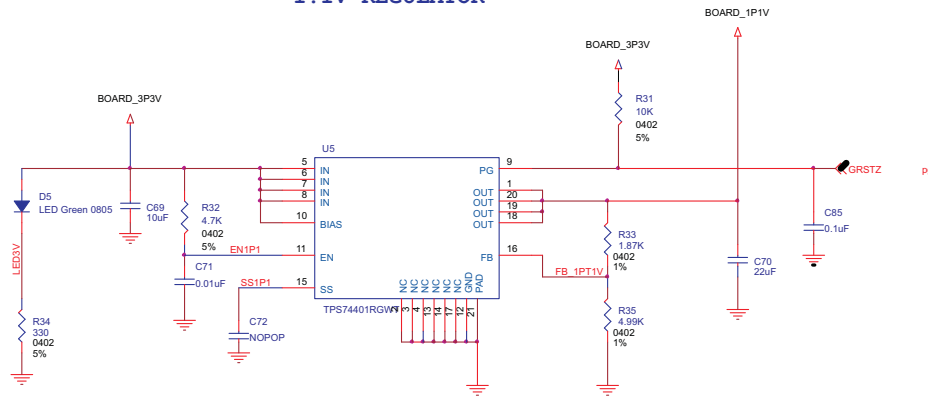 1.1V REGULATOR
BOARD_1P1V
BOARD_3P3V
BOARD_3P3V
R31
10K
0402
5%
U5
5
IN
6
IN
7
IN
8
IN
10
BIAS
11
EN
15
SS
9
PG
1
OUT
20
OUT
19
OUT
18
OUT
16
FB
GRSTZ
p
D5
LED Green 0805
LED3V
C69
10uF
R32
4.7K
0402
5%
EN1P1
C71
0.01uF
SS1P1
C72
NOPOP
R34
330
0402
5%
TPS74401RGWT
NC
NC
NC
NC
NC
NC
GND
PAD
3
4
13
14
17
12
21
R33
1.87K
0402
1%
FB_1PT1V
R35
4.99K
0402
1%
C70
22uF
C85
0.1uF